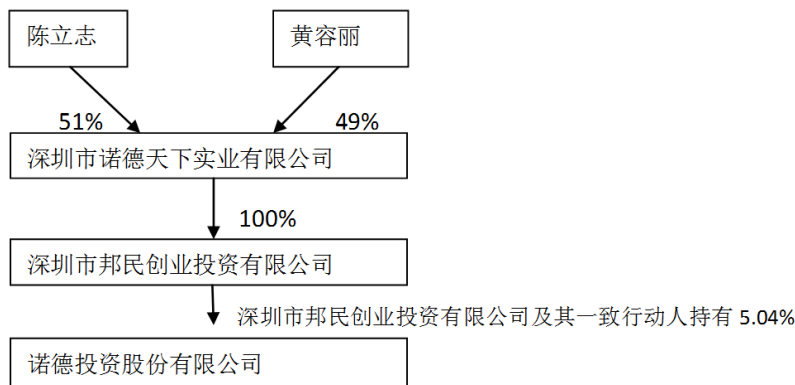 陈立志
黄容丽
51%
49%
深圳市诺德天下实业有限公司
100%
深圳市邦民创业投资有限公司
深圳市邦民创业投资有限公司及其一致行动人持有 5.04%
诺德投资股份有限公司